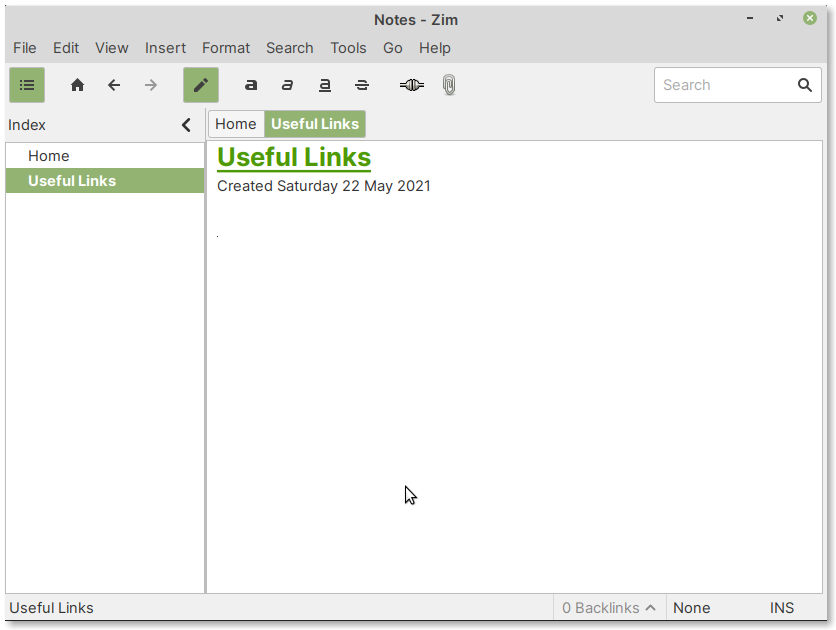 Notes - Zim
File Edit View Insert Format Search Tools Go Help
a a a a Search
Index
Home Useful Links
Home
Useful Links
Useful Links
Created Saturday 22 May 2021
.
Useful Links 0 Backlinks None INS